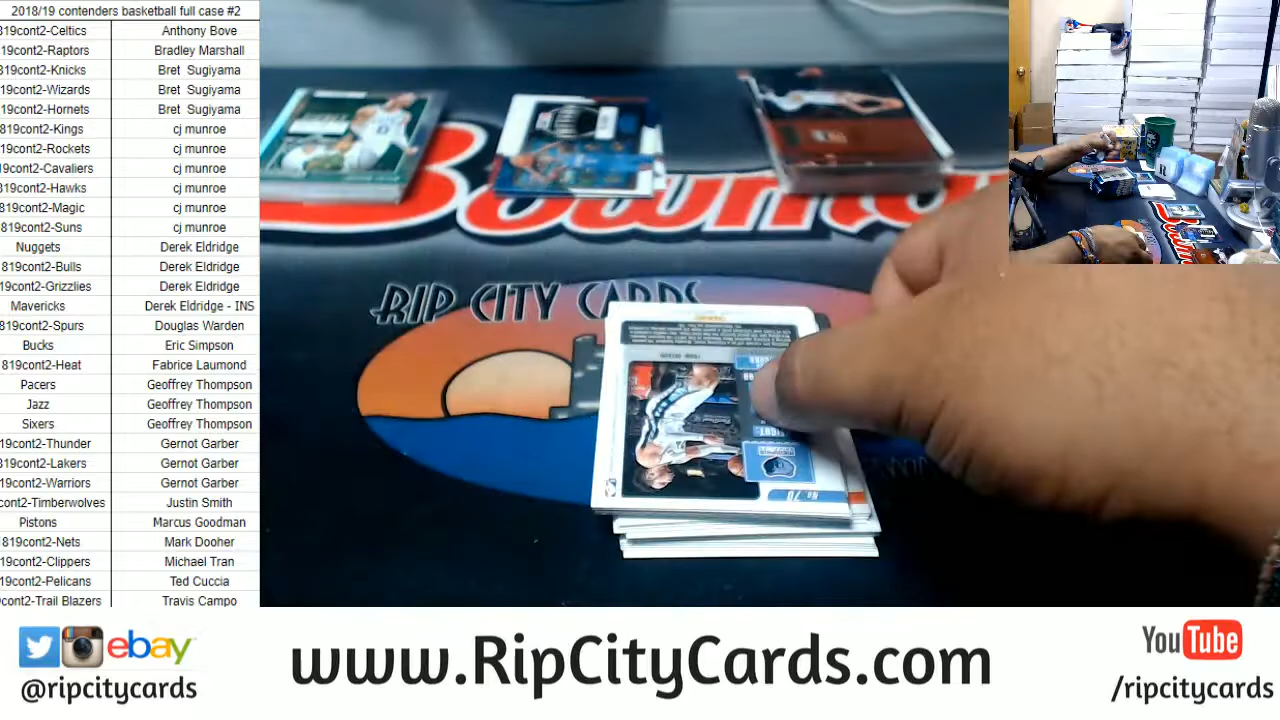 2018/19 contenders basketball full case #2
819cont2-Celtics Anthony Bove
19cont2-Raptors Bradley Marshall
819cont2-Knicks Bret Sugiyama
19cont2-Wizards Bret Sugiyama
19cont2-Hornets Bret Sugiyama
819cont2-Kings cj munroe
19cont2-Rockets cj munroe
9cont2-Cavaliers cj munroe
819cont2-Hawks cj munroe
819cont2-Magic cj munroe
819cont2-Suns cj munroe
Nuggets Derek Eldridge
819cont2-Bulls Derek Eldridge
19cont2-Grizzlies Derek Eldridge
Mavericks Derek Eldridge - INS
819cont2-Spurs Douglas Warden
Bucks Eric Simpson
819cont2-Heat Fabrice Laumond
Pacers Geoffrey Thompson
Jazz Geoffrey Thompson
Sixers Geoffrey Thompson
19cont2-Thunder Gernot Garber
819cont2-Lakers Gernot Garber
19cont2-Warriors Gernot Garber
cont2-Timberwolves Justin Smith
Pistons Marcus Goodman
819cont2-Nets Mark Dooher
19cont2-Clippers Michael Tran
19cont2-Pelicans Ted Cuccia
cont2-Trail Blazers Travis Campo
Bowma
RIP CITY CARDS
No. 70
ebay
@ripcitycards
www.RipCityCards.com
YouTube
/ripcitycards